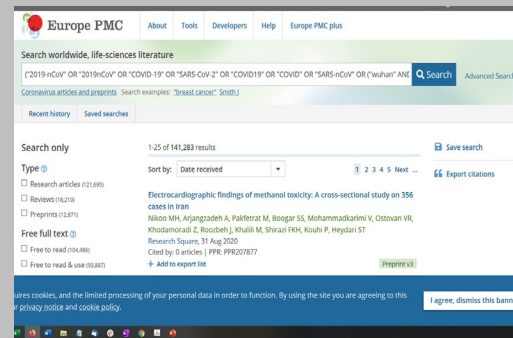 Europe PMC
About Tools Developers Help Europe PMC plus
Search worldwide, life-sciences literature
("2019-nCoV" OR "2019nCoV" OR "COVID-19" OR "SARS-CoV-2" OR "COVID19" OR "COVID" OR "SARS-nCoV" OR ("wuhan" AND
Search
Advanced Search
Coronavirus articles and preprints Search examples: "breast cancer" Smith J
Recent history Saved searches
Search only
Type
Research articles (121,695)
Reviews (18,210)
Preprints (12,871)
Free full text
Free to read (104,486)
Free to read & use (93,887)
1-25 of 141,283 results
Sort by: Date received
1 2 3 4 5 Next ...
Electrocardiographic findings of methanol toxicity: A cross-sectional study on 356
cases in Iran
Nikoo MH, Arjangzadeh A, Pakfetrat M, Boogar SS, Mohammadkarimi V, Ostovan VR,
Khodamoradi Z, Roozbeh J, Khalili M, Shirazi FKH, Kouhi P, Heydari ST
Research Square, 31 Aug 2020
Cited by: 0 articles | PPR: PPR207877
+ Add to export list
Preprint v3
Save search
Export citations
uires cookies, and the limited processing of your personal data in order to function. By using the site you are agreeing to this
r privacy notice and cookie policy.
I agree, dismiss this bann